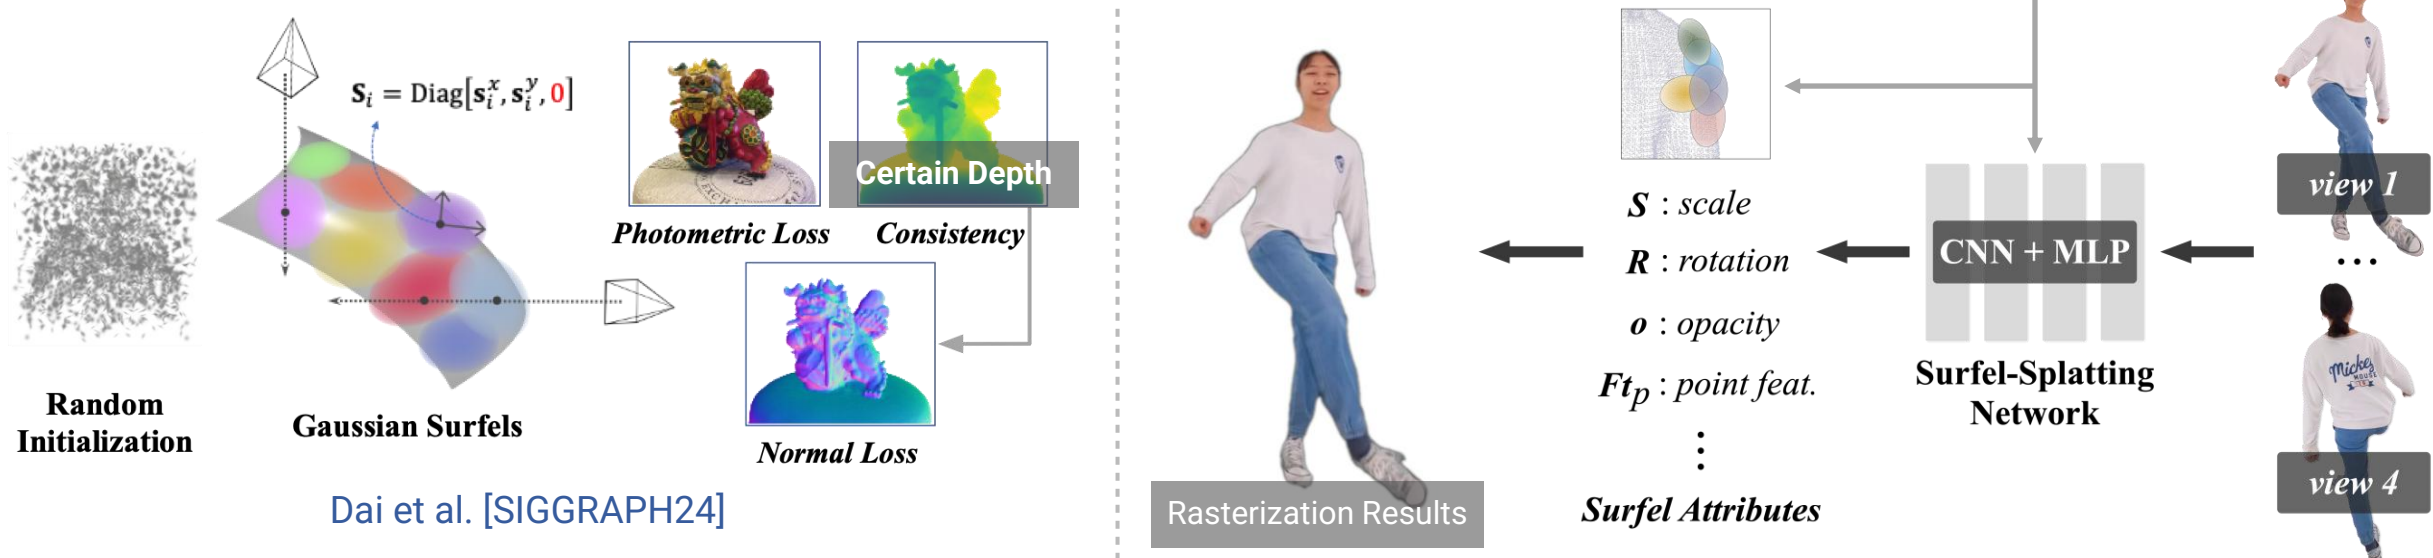 𝐒ᵢ = Diag[𝐬ᵢˣ, 𝐬ᵢʸ, 0]
Random
Initialization
Gaussian Surfels
Photometric Loss
Certain Depth
Consistency
Normal Loss
Dai et al. [SIGGRAPH24]
Rasterization Results
S : scale
R : rotation
o : opacity
Ftₚ : point feat.
⋮
Surfel Attributes
CNN + MLP
Surfel-Splatting
Network
view 1
...
Mickey
MOUSE
view 4